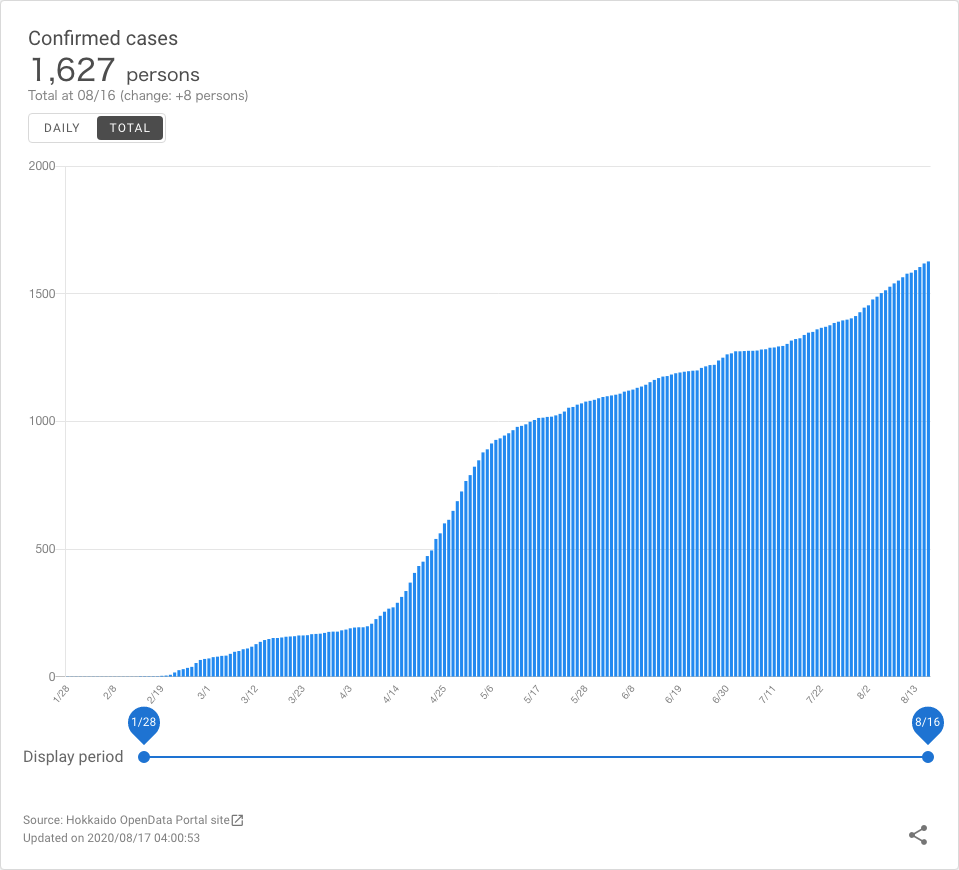 Confirmed cases
1,627 persons
Total at 08/16 (change: +8 persons)
DAILY TOTAL
2000
1500
1000
500
0
1/28 2/8 2/19 3/1 3/12 3/23 4/3 4/14 4/25 5/6 5/17 5/28 6/8 6/19 6/30 7/11 7/22 8/2 8/13
1/28 8/16
Display period
Source: Hokkaido OpenData Portal site
Updated on 2020/08/17 04:00:53